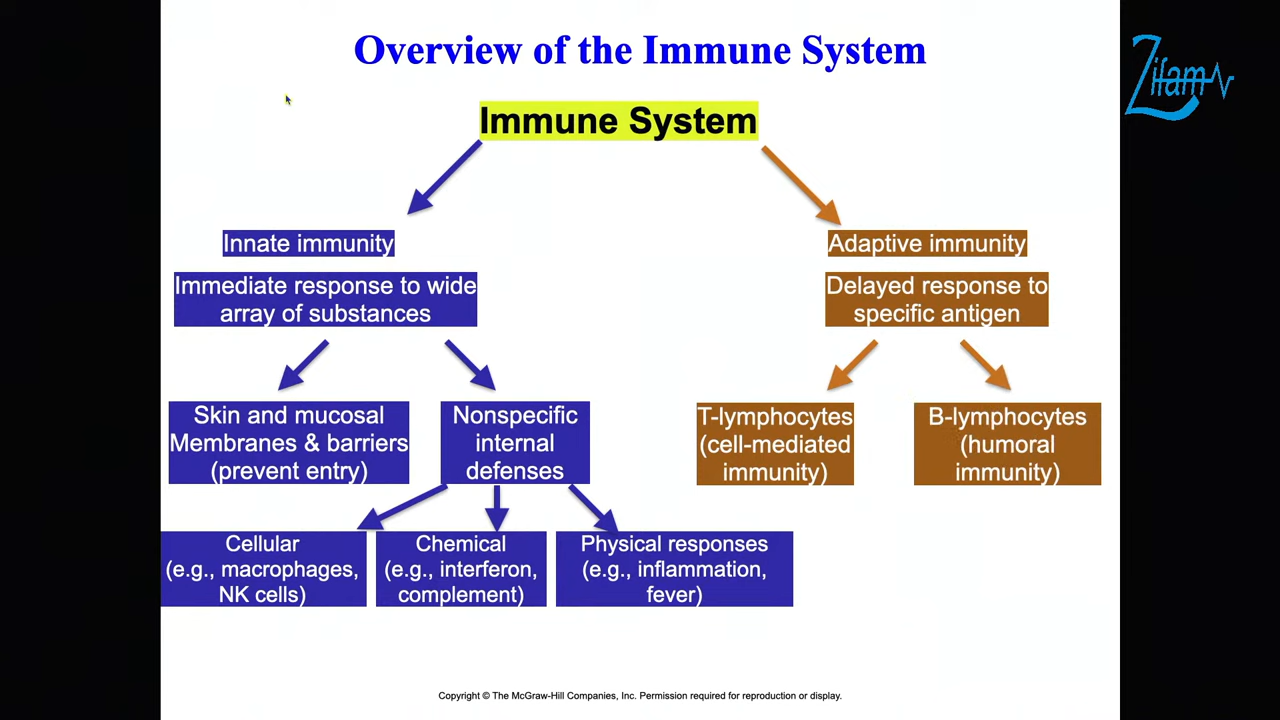 Overview of the Immune System
Zifam
Immune System
Innate immunity
Adaptive immunity
Immediate response to wide
array of substances
Delayed response to
specific antigen
Skin and mucosal
Membranes & barriers
(prevent entry)
Nonspecific
internal
defenses
T-lymphocytes
(cell-mediated
immunity)
B-lymphocytes
(humoral
immunity)
Cellular
(e.g., macrophages,
NK cells)
Chemical
(e.g., interferon,
complement)
Physical responses
(e.g., inflammation,
fever)
Copyright © The McGraw-Hill Companies, Inc. Permission required for reproduction or display.